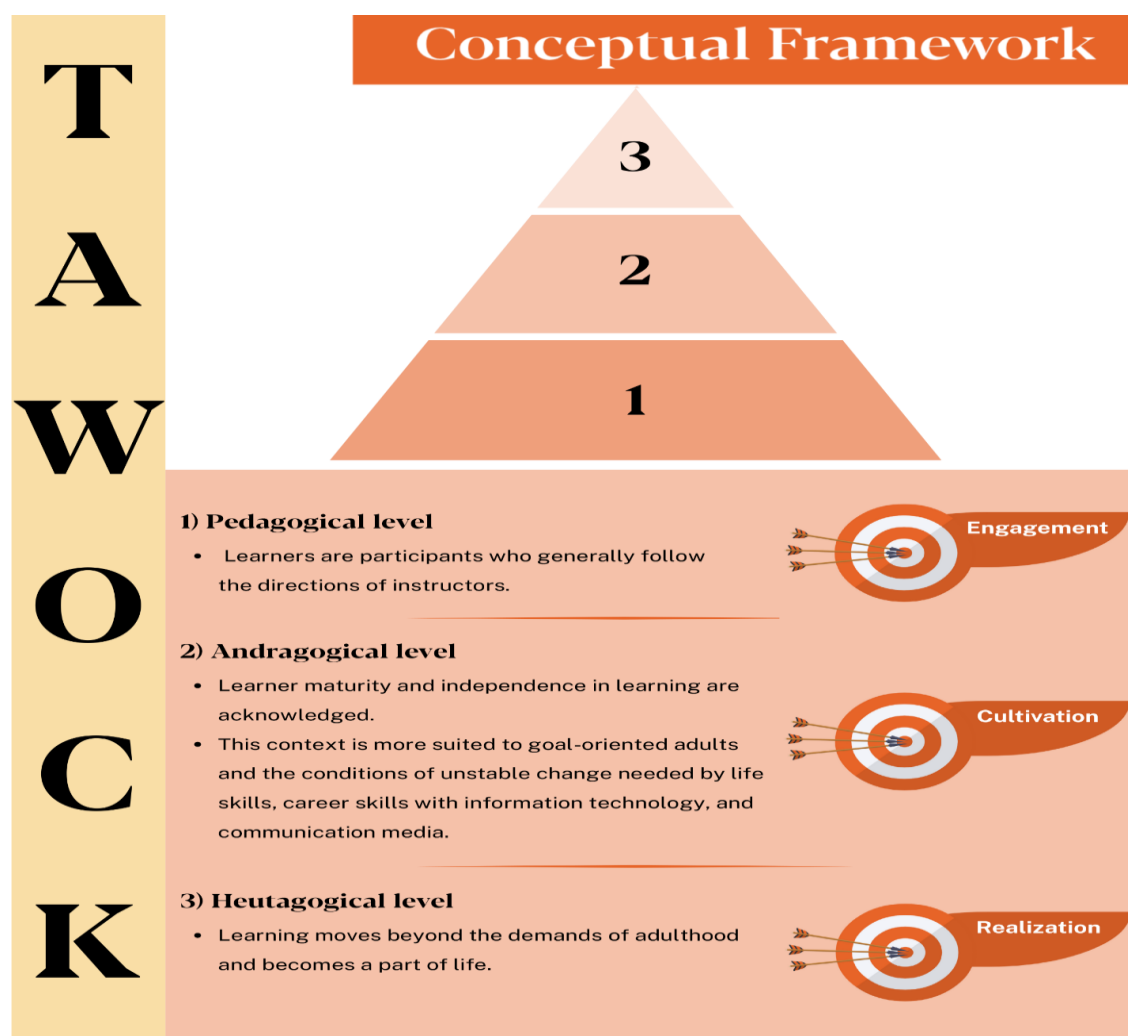 T
A
W
O
C
K
Conceptual Framework
3
2
1
1) Pedagogical level
• Learners are participants who generally follow
the directions of instructors.
Engagement
2) Andragogical level
• Learner maturity and independence in learning are
acknowledged.
• This context is more suited to goal-oriented adults
and the conditions of unstable change needed by life
skills, career skills with information technology, and
communication media.
Cultivation
3) Heutagogical level
• Learning moves beyond the demands of adulthood
and becomes a part of life.
Realization